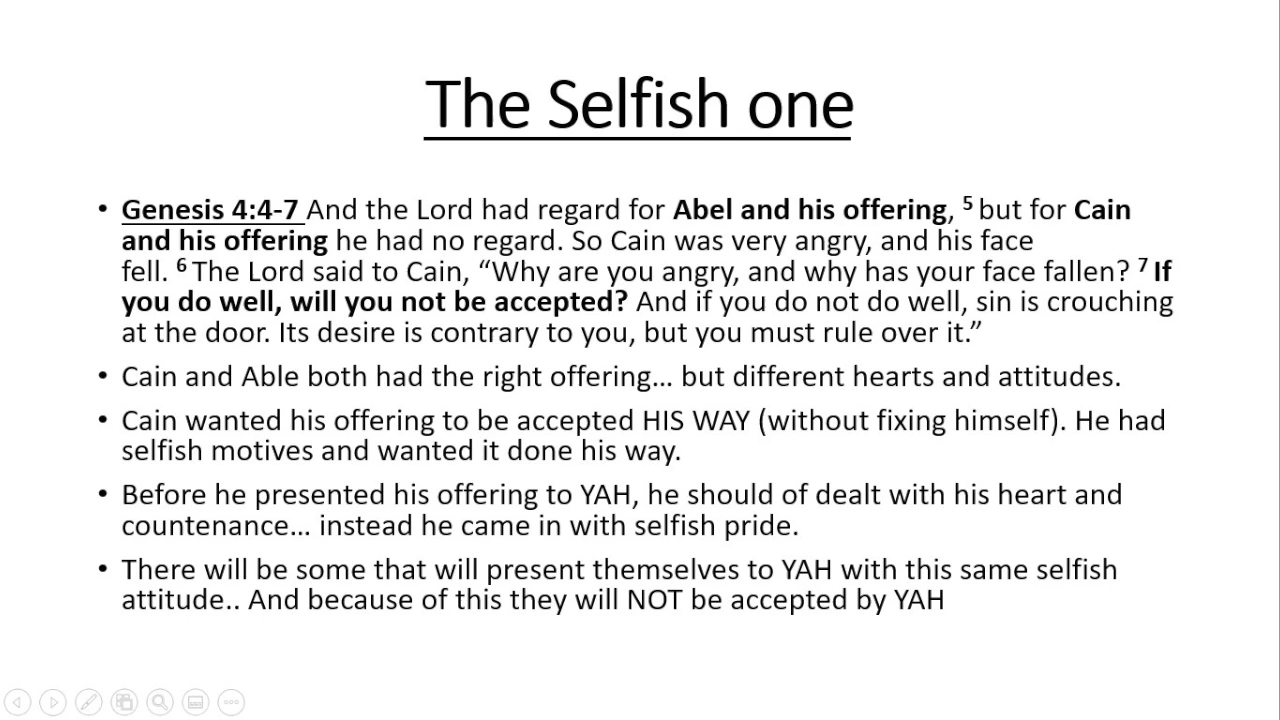 The Selfish one
• Genesis 4:4-7 And the Lord had regard for Abel and his offering, ⁵ but for Cain
and his offering he had no regard. So Cain was very angry, and his face
fell. ⁶ The Lord said to Cain, “Why are you angry, and why has your face fallen? ⁷ If
you do well, will you not be accepted? And if you do not do well, sin is crouching
at the door. Its desire is contrary to you, but you must rule over it.”
• Cain and Able both had the right offering… but different hearts and attitudes.
• Cain wanted his offering to be accepted HIS WAY (without fixing himself). He had
selfish motives and wanted it done his way.
• Before he presented his offering to YAH, he should of dealt with his heart and
countenance… instead he came in with selfish pride.
• There will be some that will present themselves to YAH with this same selfish
attitude.. And because of this they will NOT be accepted by YAH